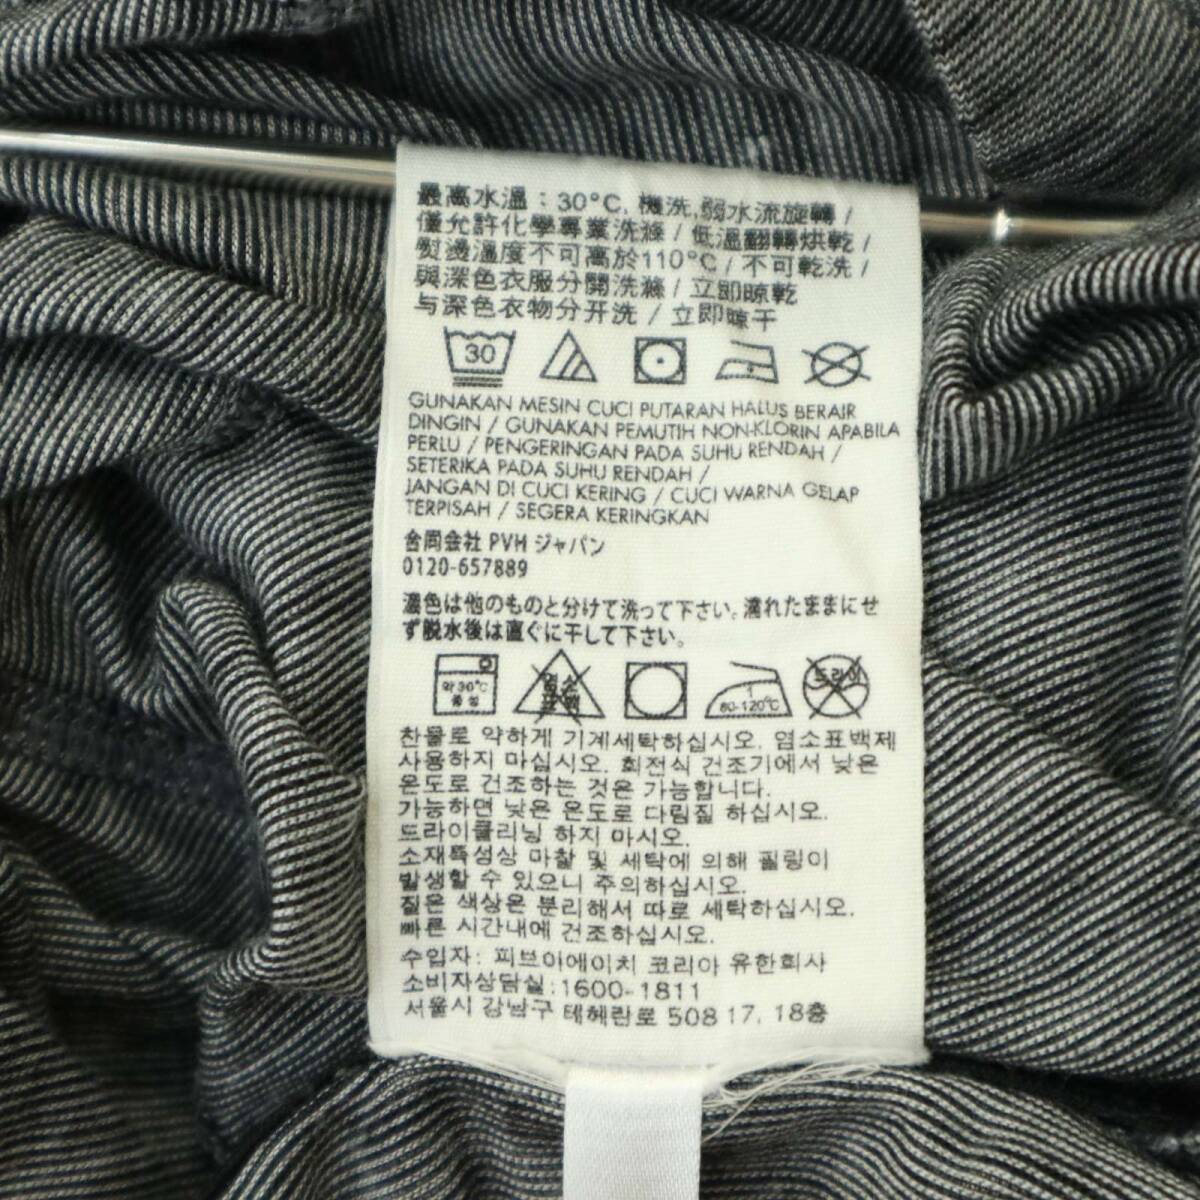 最高水溫：30°C, 機洗,弱水流旋轉 /
僅允許化學專業洗滌 / 低溫翻轉烘乾 /
熨燙溫度不可高於110°C / 不可乾洗 /
與深色衣服分開洗滌 / 立即晾乾
与深色衣物分开洗 / 立即晾干
30
GUNAKAN MESIN CUCI PUTARAN HALUS BERAIR
DINGIN / GUNAKAN PEMUTIH NON-KLORIN APABILA
PERLU / PENGERINGAN PADA SUHU RENDAH /
SETERIKA PADA SUHU RENDAH /
JANGAN DI CUCI KERING / CUCI WARNA GELAP
TERPISAH / SEGERA KERINGKAN
合同会社 PVH ジャパン
0120-657889
濃色は他のものと分けて洗って下さい。濡れたままにせ
ず脱水後は直ぐに干して下さい。
약30°C 염소 1 드라이
중성 표백 80-120°C
찬물로 약하게 기계세탁하십시오. 염소표백제
사용하지 마십시오. 회전식 건조기에서 낮은
온도로 건조하는 것은 가능합니다.
가능하면 낮은 온도로 다림질 하십시오.
드라이클리닝 하지 마시오.
소재특성상 마찰 및 세탁에 의해 필링이
발생할 수 있으니 주의하십시오.
짙은 색상은 분리해서 따로 세탁하십시오.
빠른 시간내에 건조하십시오.
수입자: 피브이에이치 코리아 유한회사
소비자상담실:1600-1811
서울시 강남구 테헤란로 508 17, 18층